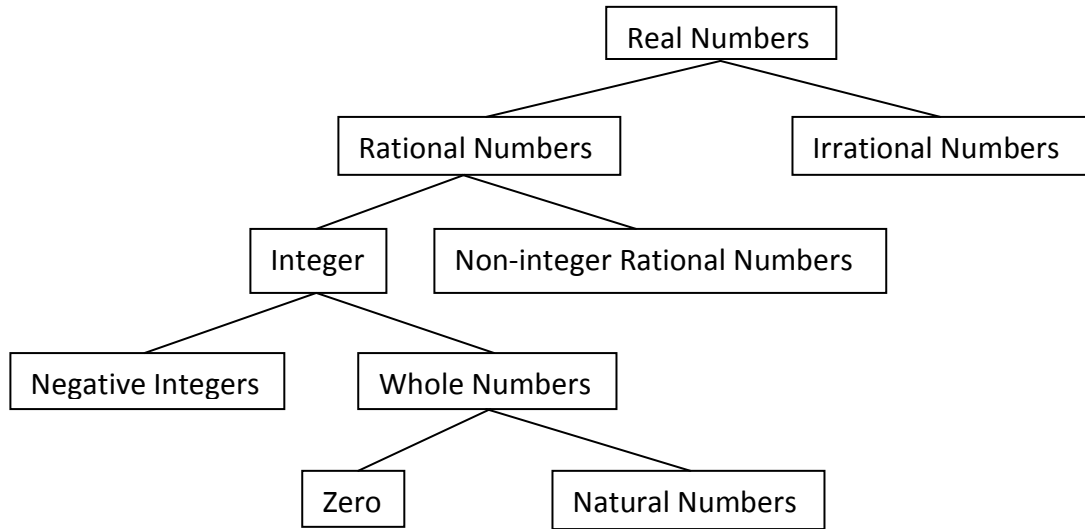 Real Numbers
Rational Numbers
Irrational Numbers
Integer
Non-integer Rational Numbers
Negative Integers
Whole Numbers
Zero
Natural Numbers